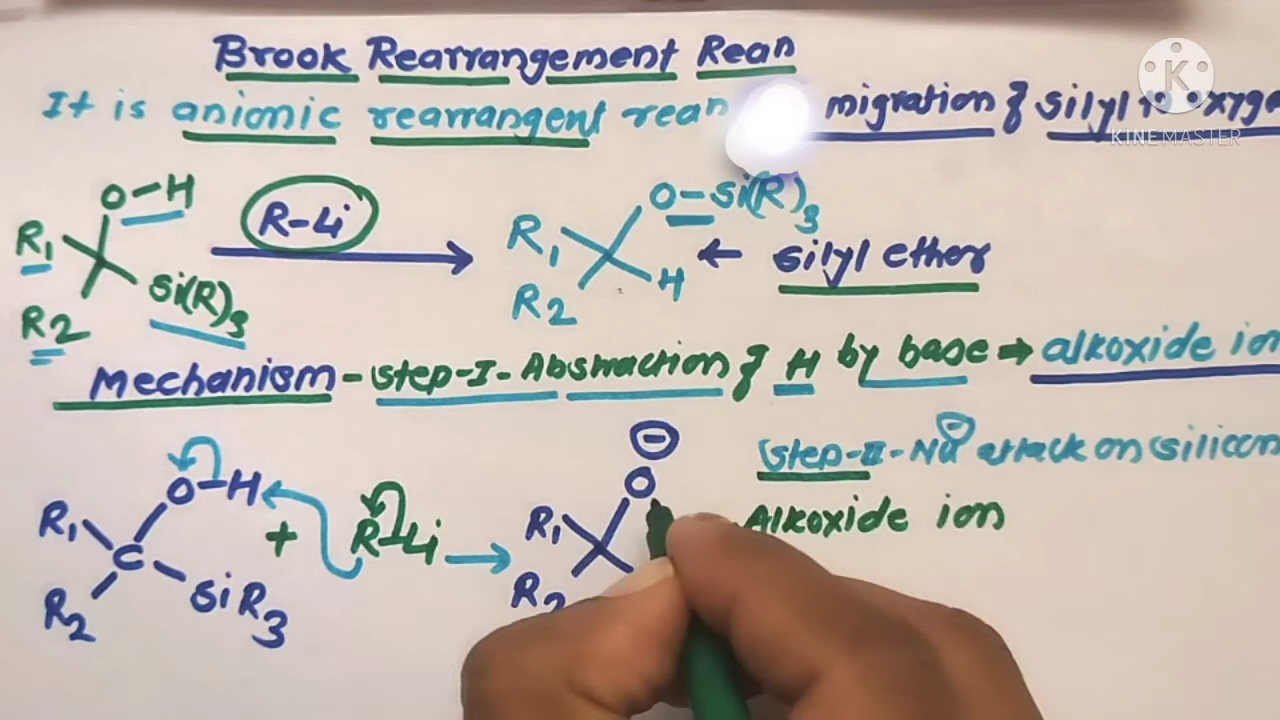 Brook Rearrangement Rean
It is anionic rearrangent rean migration of silyl to oxyge
K
KINEMASTER
O-H
R1
R2
Si(R)3
R-Li
O-Si(R)3
R1
R2
H
← silyl ether
Mechanism - step-I - Abstraction of H by base ⇒ alkoxide ion
Step-II - Nu⊖ attack on silicon
Alkoxide ion
O-H
R1
C
R2
SiR3
+
R-Li
⊖
O
R1
R2